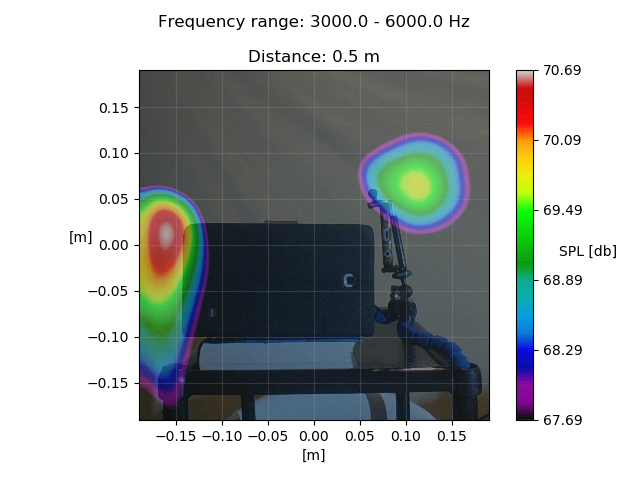 Frequency range: 3000.0 - 6000.0 Hz
Distance: 0.5 m
0.15
0.10
0.05
0.00
−0.05
−0.10
−0.15
[m]
−0.15 −0.10 −0.05 0.00 0.05 0.10 0.15
[m]
70.69
70.09
69.49
68.89
68.29
67.69
SPL [db]